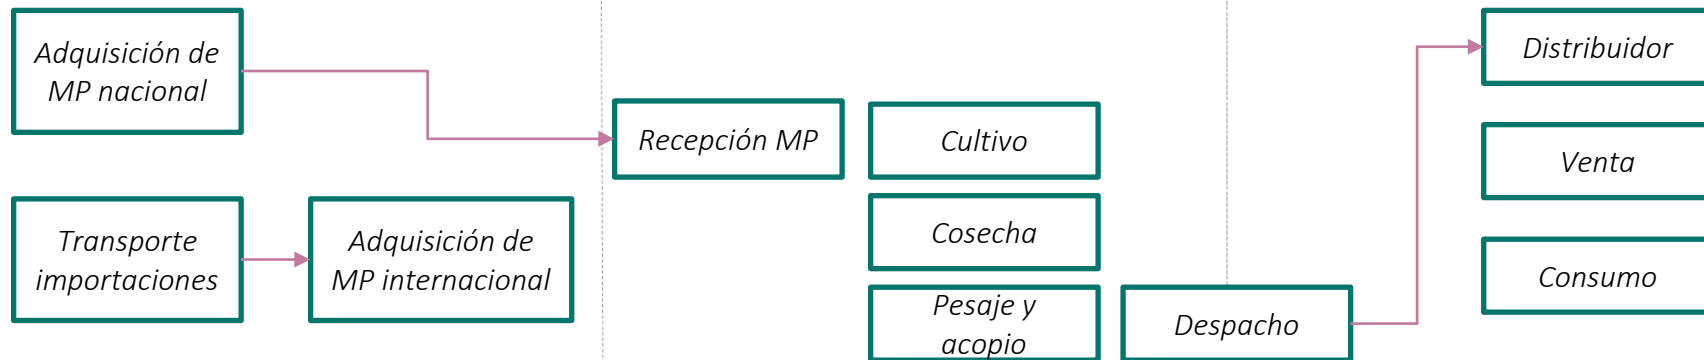 Adquisición de
MP nacional
Transporte
importaciones
Adquisición de
MP internacional
Recepción MP
Cultivo
Cosecha
Pesaje y
acopio
Despacho
Distribuidor
Venta
Consumo